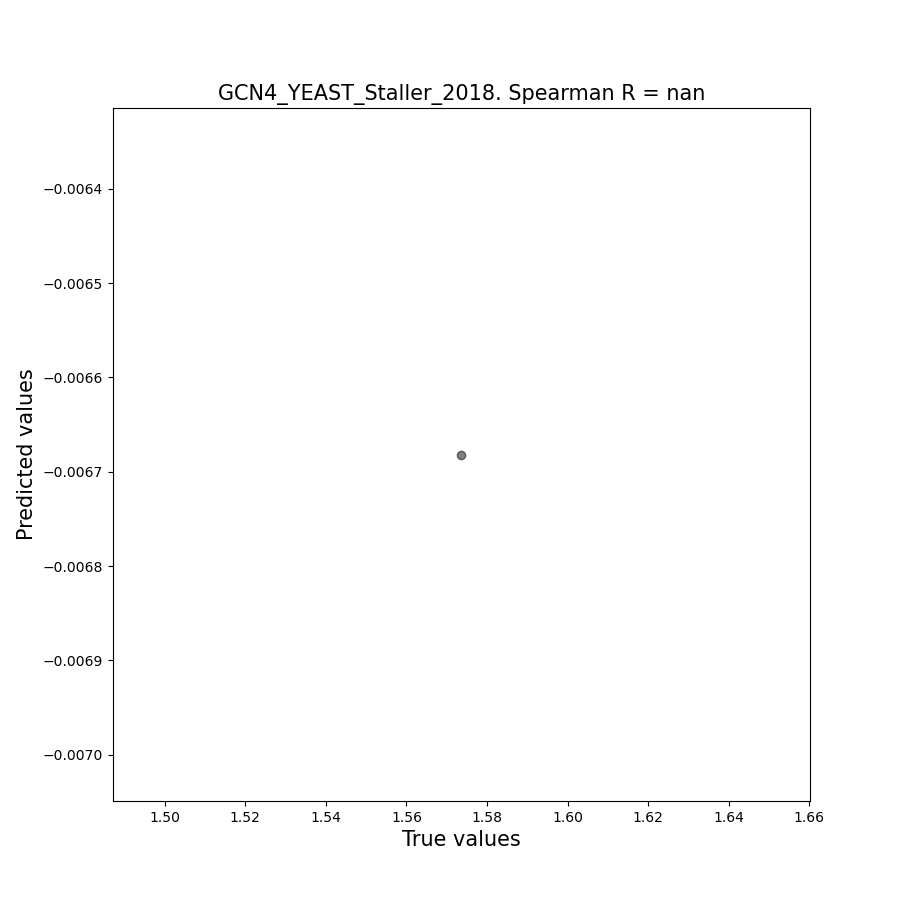 GCN4_YEAST_Staller_2018. Spearman R = nan
−0.0064
−0.0065
−0.0066
−0.0067
−0.0068
−0.0069
−0.0070
Predicted values
1.50 1.52 1.54 1.56 1.58 1.60 1.62 1.64 1.66
True values